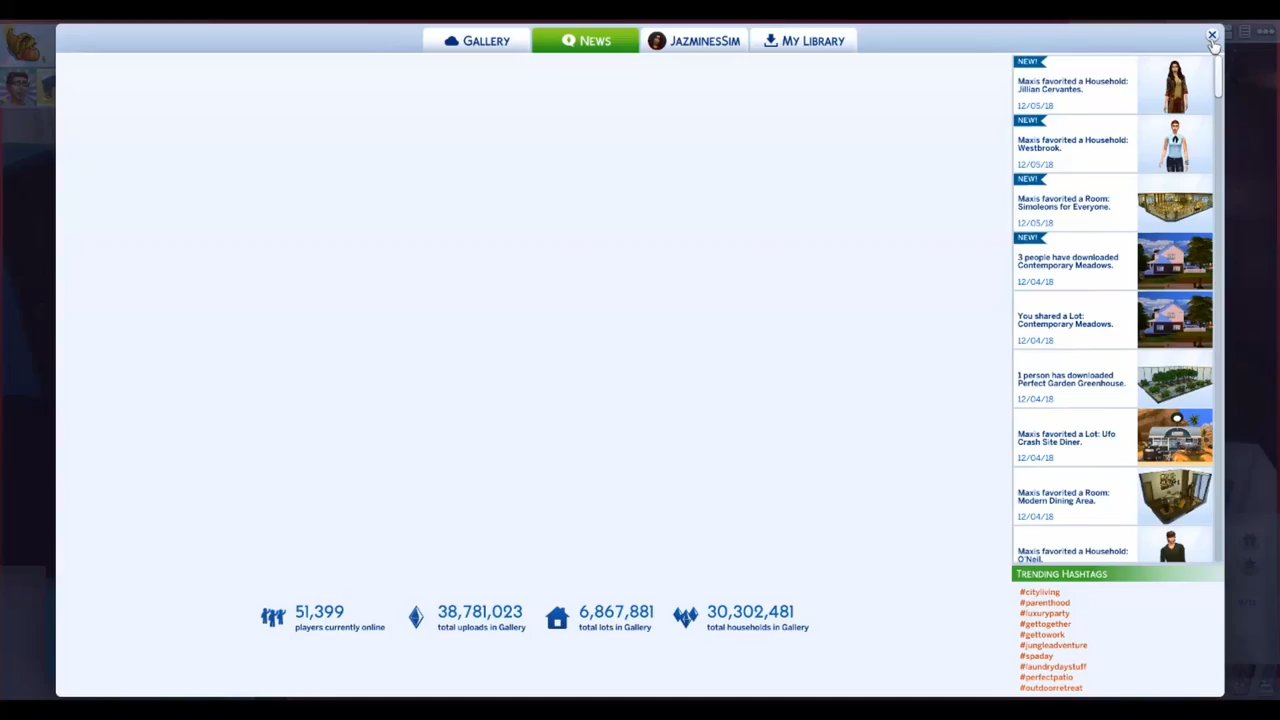 GALLERY
NEWS
JAZMINESSIM
MY LIBRARY
NEW!
Maxis favorited a Household:
Jillian Cervantes.
12/05/18
NEW!
Maxis favorited a Household:
Westbrook.
12/05/18
NEW!
Maxis favorited a Room:
Simoleons for Everyone.
12/05/18
NEW!
3 people have downloaded
Contemporary Meadows.
12/04/18
You shared a Lot:
Contemporary Meadows.
12/04/18
1 person has downloaded
Perfect Garden Greenhouse.
12/04/18
Maxis favorited a Lot: Ufo
Crash Site Diner.
12/04/18
Maxis favorited a Room:
Modern Dining Area.
12/04/18
Maxis favorited a Household:
O'Neil.
TRENDING HASHTAGS
#cityliving
#parenthood
#luxuryparty
#gettogether
#gettowork
#jungleadventure
#spaday
#laundrydaystuff
#perfectpatio
#outdoorretreat
51,399
players currently online
38,781,023
total uploads in Gallery
6,867,881
total lots in Gallery
30,302,481
total households in Gallery